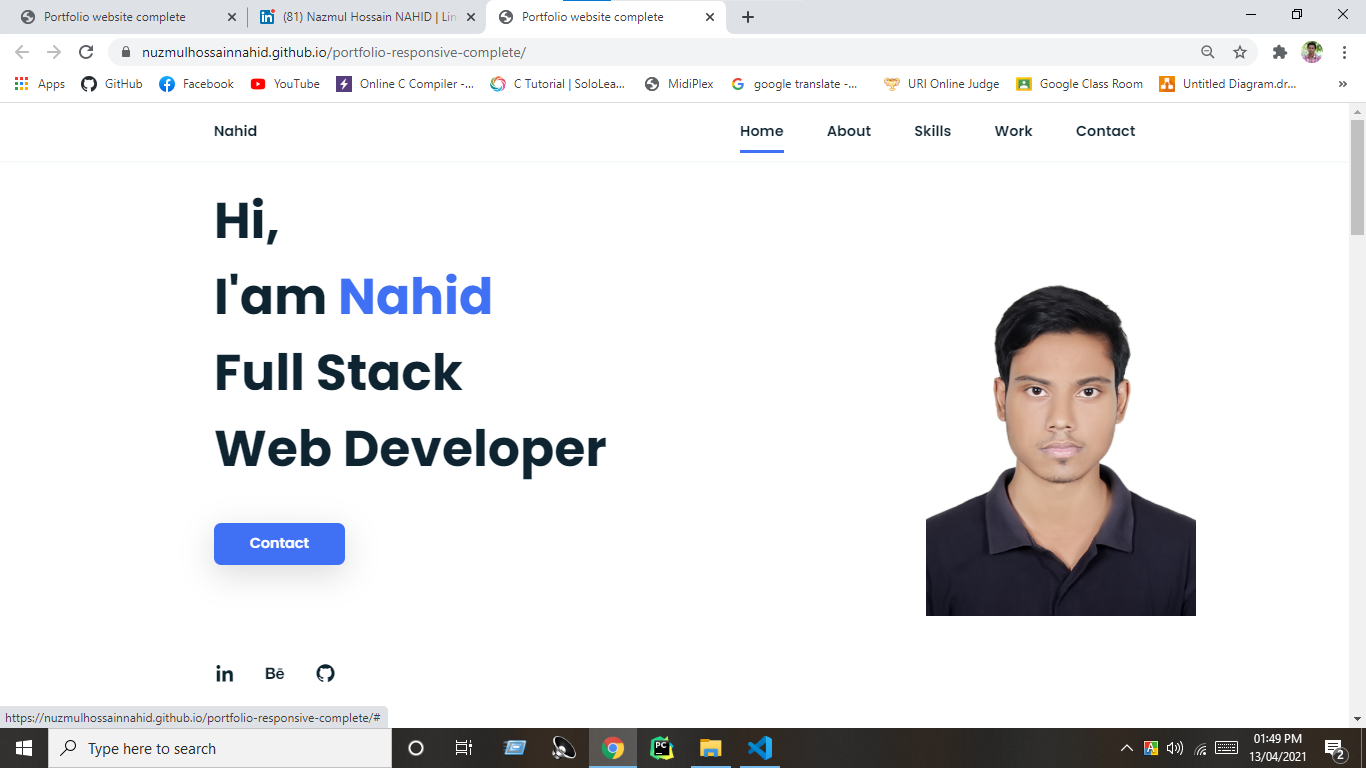 Portfolio website complete
(81) Nazmul Hossain NAHID | Lin
Portfolio website complete
nuzmulhossainnahid.github.io/portfolio-responsive-complete/
Apps GitHub Facebook YouTube Online C Compiler -... C Tutorial | SoloLea... MidiPlex google translate -... URI Online Judge Google Class Room Untitled Diagram.dr... »
Nahid Home About Skills Work Contact
Hi,
I'am Nahid
Full Stack
Web Developer
Contact
in Bē
https://nuzmulhossainnahid.github.io/portfolio-responsive-complete/#
Type here to search
PC
A
01:49 PM
13/04/2021
2